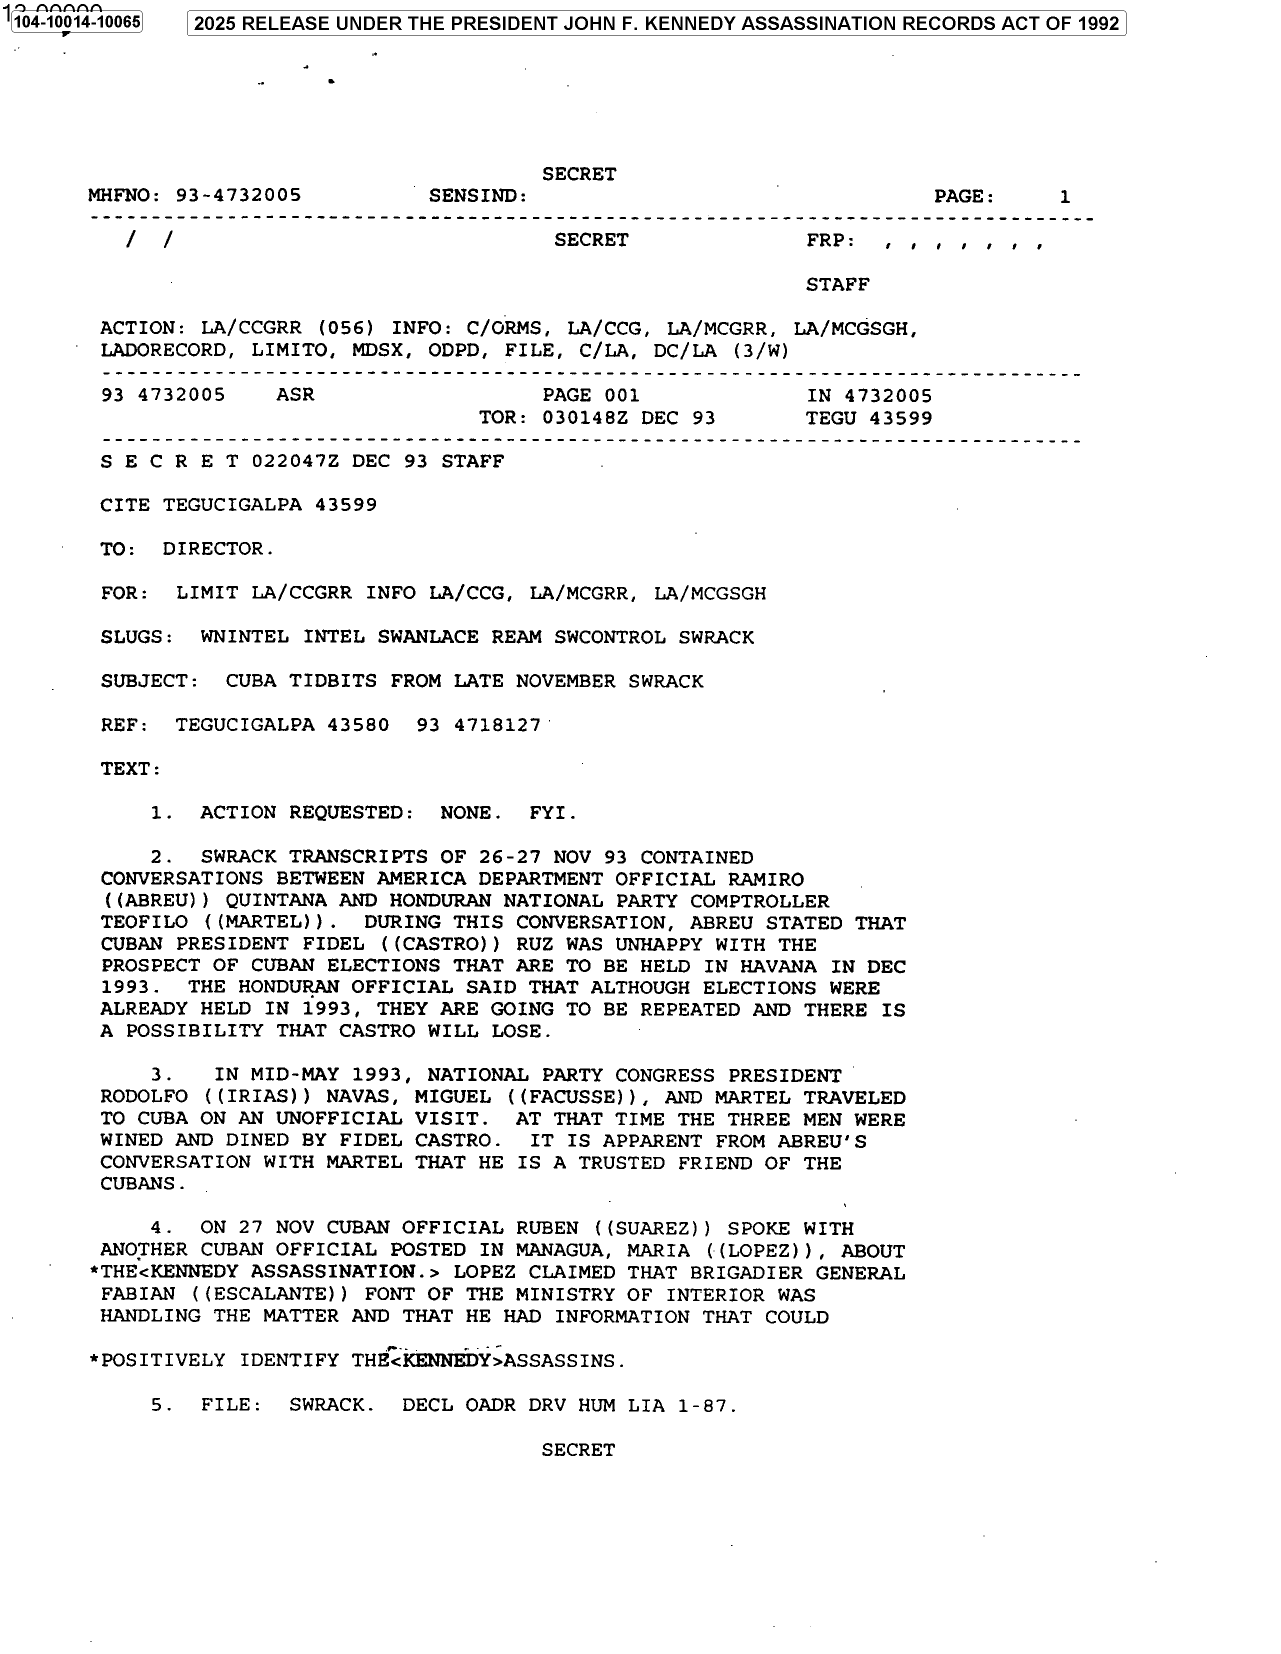 104-10014-10065
2025 RELEASE UNDER THE PRESIDENT JOHN F. KENNEDY ASSASSINATION RECORDS ACT OF 1992
SECRET
MHFNO: 93-4732005 SENSIND: PAGE: 1
--------------------------------------------------------------------------------
/ / SECRET FRP: , , , , , , ,
STAFF
ACTION: LA/CCGRR (056) INFO: C/ORMS, LA/CCG, LA/MCGRR, LA/MCGSGH,
LADORECORD, LIMITO, MDSX, ODPD, FILE, C/LA, DC/LA (3/W)
--------------------------------------------------------------------------------
93 4732005 ASR PAGE 001 IN 4732005
TOR: 030148Z DEC 93 TEGU 43599
--------------------------------------------------------------------------------
S E C R E T 022047Z DEC 93 STAFF
CITE TEGUCIGALPA 43599
TO: DIRECTOR.
FOR: LIMIT LA/CCGRR INFO LA/CCG, LA/MCGRR, LA/MCGSGH
SLUGS: WNINTEL INTEL SWANLACE REAM SWCONTROL SWRACK
SUBJECT: CUBA TIDBITS FROM LATE NOVEMBER SWRACK
REF: TEGUCIGALPA 43580 93 4718127
TEXT:
1. ACTION REQUESTED: NONE. FYI.
2. SWRACK TRANSCRIPTS OF 26-27 NOV 93 CONTAINED
CONVERSATIONS BETWEEN AMERICA DEPARTMENT OFFICIAL RAMIRO
((ABREU)) QUINTANA AND HONDURAN NATIONAL PARTY COMPTROLLER
TEOFILO ((MARTEL)). DURING THIS CONVERSATION, ABREU STATED THAT
CUBAN PRESIDENT FIDEL ((CASTRO)) RUZ WAS UNHAPPY WITH THE
PROSPECT OF CUBAN ELECTIONS THAT ARE TO BE HELD IN HAVANA IN DEC
1993. THE HONDURAN OFFICIAL SAID THAT ALTHOUGH ELECTIONS WERE
ALREADY HELD IN 1993, THEY ARE GOING TO BE REPEATED AND THERE IS
A POSSIBILITY THAT CASTRO WILL LOSE.
3. IN MID-MAY 1993, NATIONAL PARTY CONGRESS PRESIDENT
RODOLFO ((IRIAS)) NAVAS, MIGUEL ((FACUSSE)), AND MARTEL TRAVELED
TO CUBA ON AN UNOFFICIAL VISIT. AT THAT TIME THE THREE MEN WERE
WINED AND DINED BY FIDEL CASTRO. IT IS APPARENT FROM ABREU'S
CONVERSATION WITH MARTEL THAT HE IS A TRUSTED FRIEND OF THE
CUBANS.
4. ON 27 NOV CUBAN OFFICIAL RUBEN ((SUAREZ)) SPOKE WITH
ANOTHER CUBAN OFFICIAL POSTED IN MANAGUA, MARIA ((LOPEZ)), ABOUT
*THE<KENNEDY ASSASSINATION.> LOPEZ CLAIMED THAT BRIGADIER GENERAL
FABIAN ((ESCALANTE)) FONT OF THE MINISTRY OF INTERIOR WAS
HANDLING THE MATTER AND THAT HE HAD INFORMATION THAT COULD
*POSITIVELY IDENTIFY THE<KENNEDY>ASSASSINS.
5. FILE: SWRACK. DECL OADR DRV HUM LIA 1-87.
SECRET